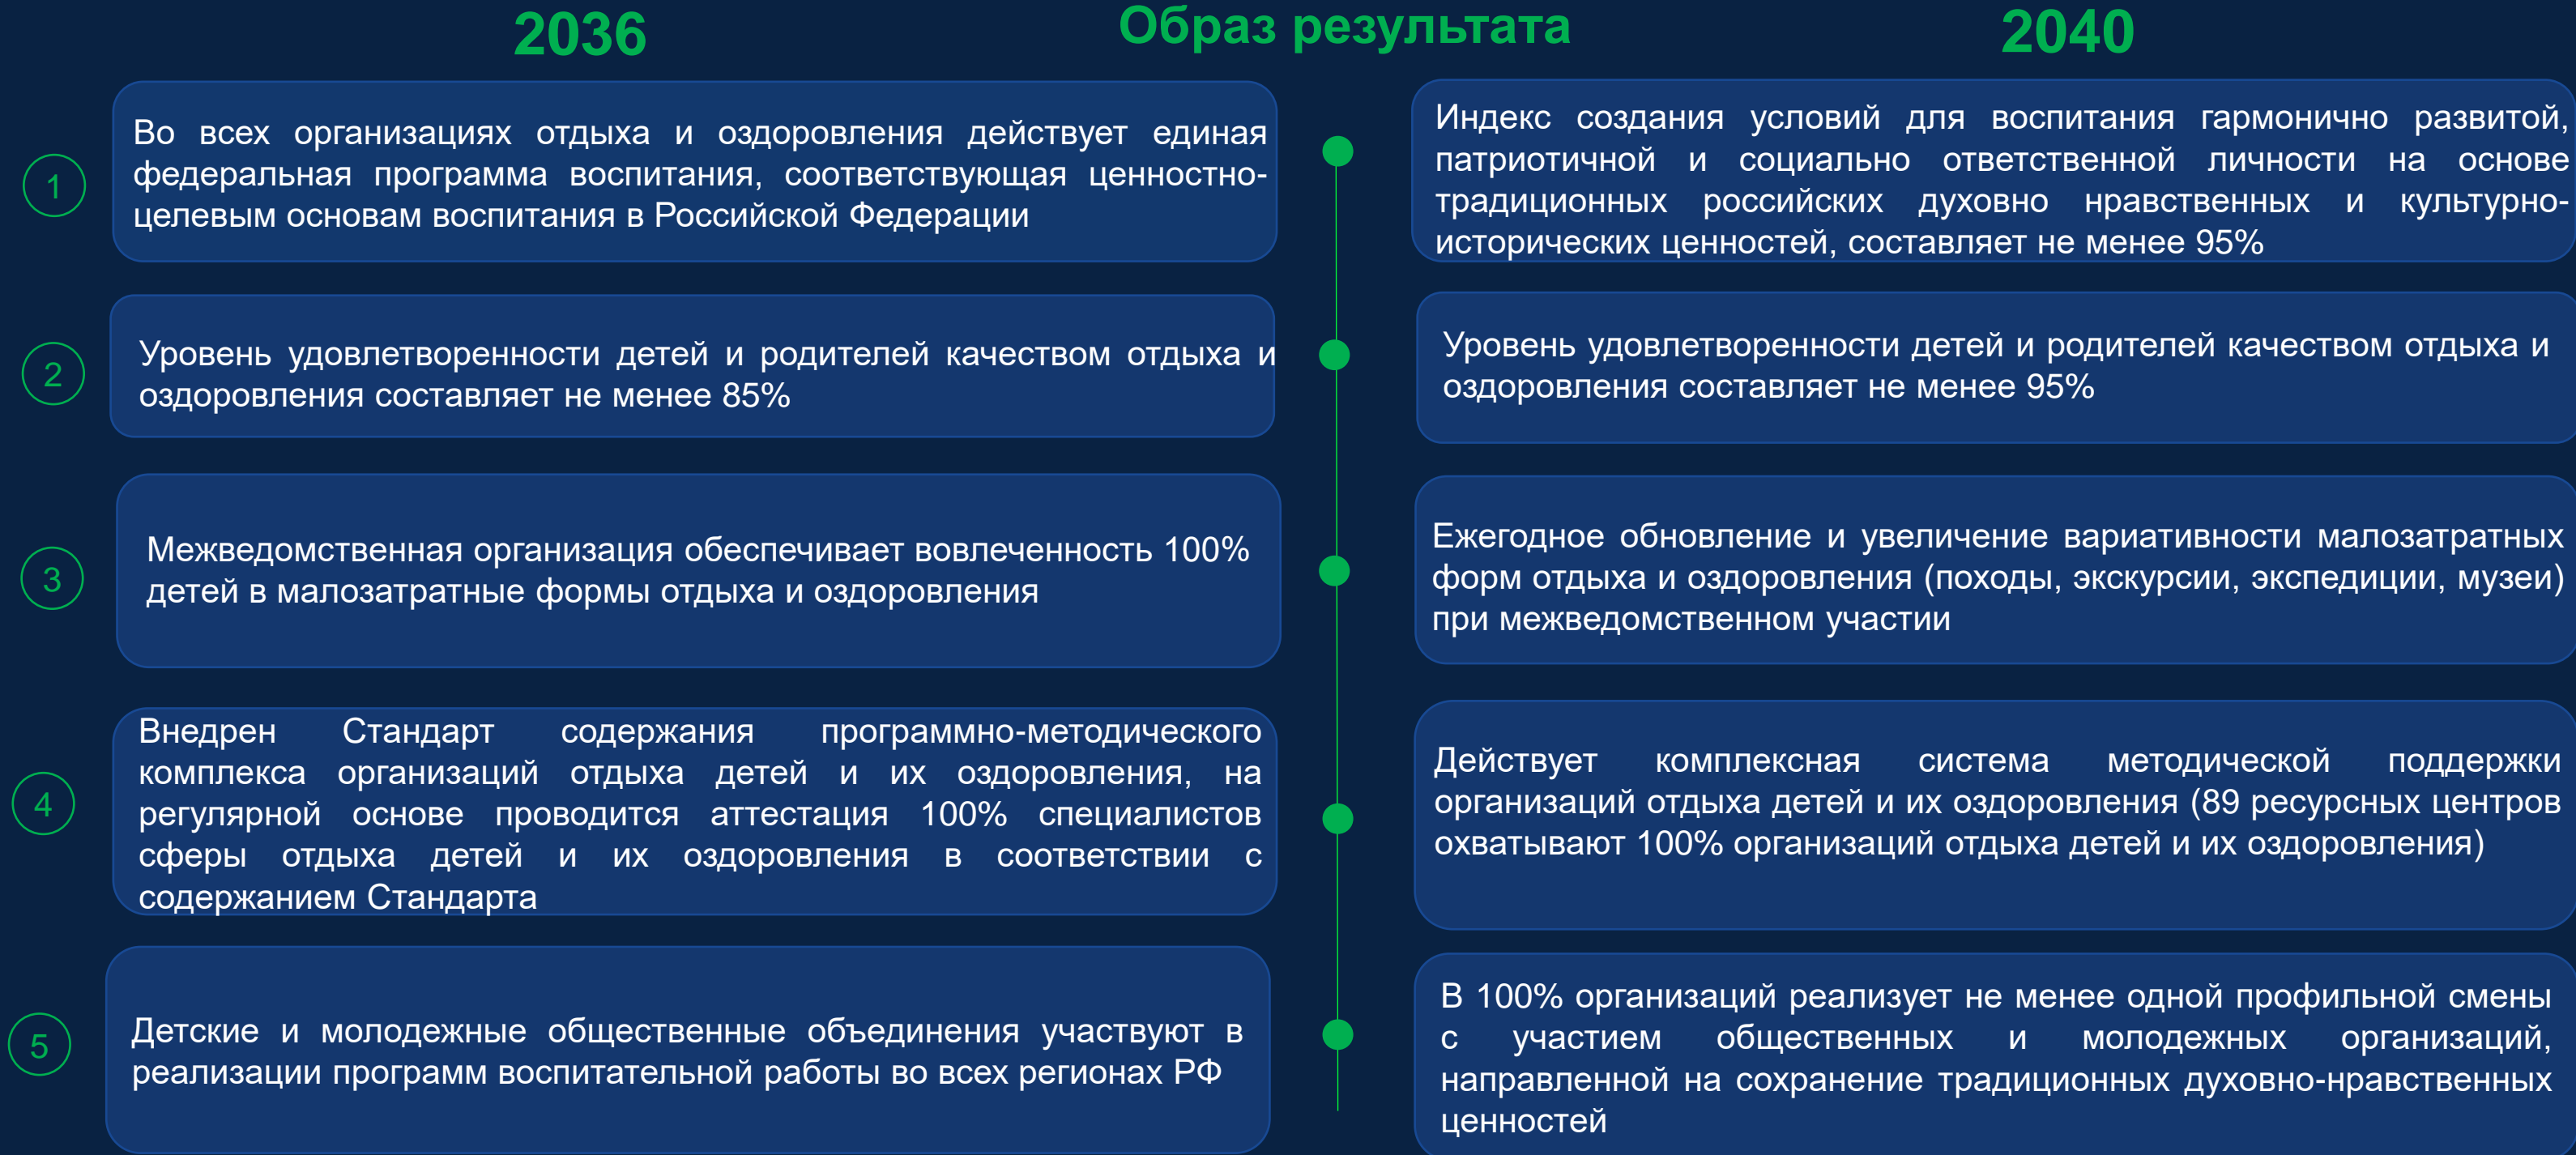 2036
Образ результата
2040
1
Во всех организациях отдыха и оздоровления действует единая
федеральная программа воспитания, соответствующая ценностно-
целевым основам воспитания в Российской Федерации
Индекс создания условий для воспитания гармонично развитой,
патриотичной и социально ответственной личности на основе
традиционных российских духовно нравственных и культурно-
исторических ценностей, составляет не менее 95%
2
Уровень удовлетворенности детей и родителей качеством отдыха и
оздоровления составляет не менее 85%
Уровень удовлетворенности детей и родителей качеством отдыха и
оздоровления составляет не менее 95%
3
Межведомственная организация обеспечивает вовлеченность 100%
детей в малозатратные формы отдыха и оздоровления
Ежегодное обновление и увеличение вариативности малозатратных
форм отдыха и оздоровления (походы, экскурсии, экспедиции, музеи)
при межведомственном участии
4
Внедрен Стандарт содержания программно-методического
комплекса организаций отдыха детей и их оздоровления, на
регулярной основе проводится аттестация 100% специалистов
сферы отдыха детей и их оздоровления в соответствии с
содержанием Стандарта
Действует комплексная система методической поддержки
организаций отдыха детей и их оздоровления (89 ресурсных центров
охватывают 100% организаций отдыха детей и их оздоровления)
5
Детские и молодежные общественные объединения участвуют в
реализации программ воспитательной работы во всех регионах РФ
В 100% организаций реализует не менее одной профильной смены
с участием общественных и молодежных организаций,
направленной на сохранение традиционных духовно-нравственных
ценностей